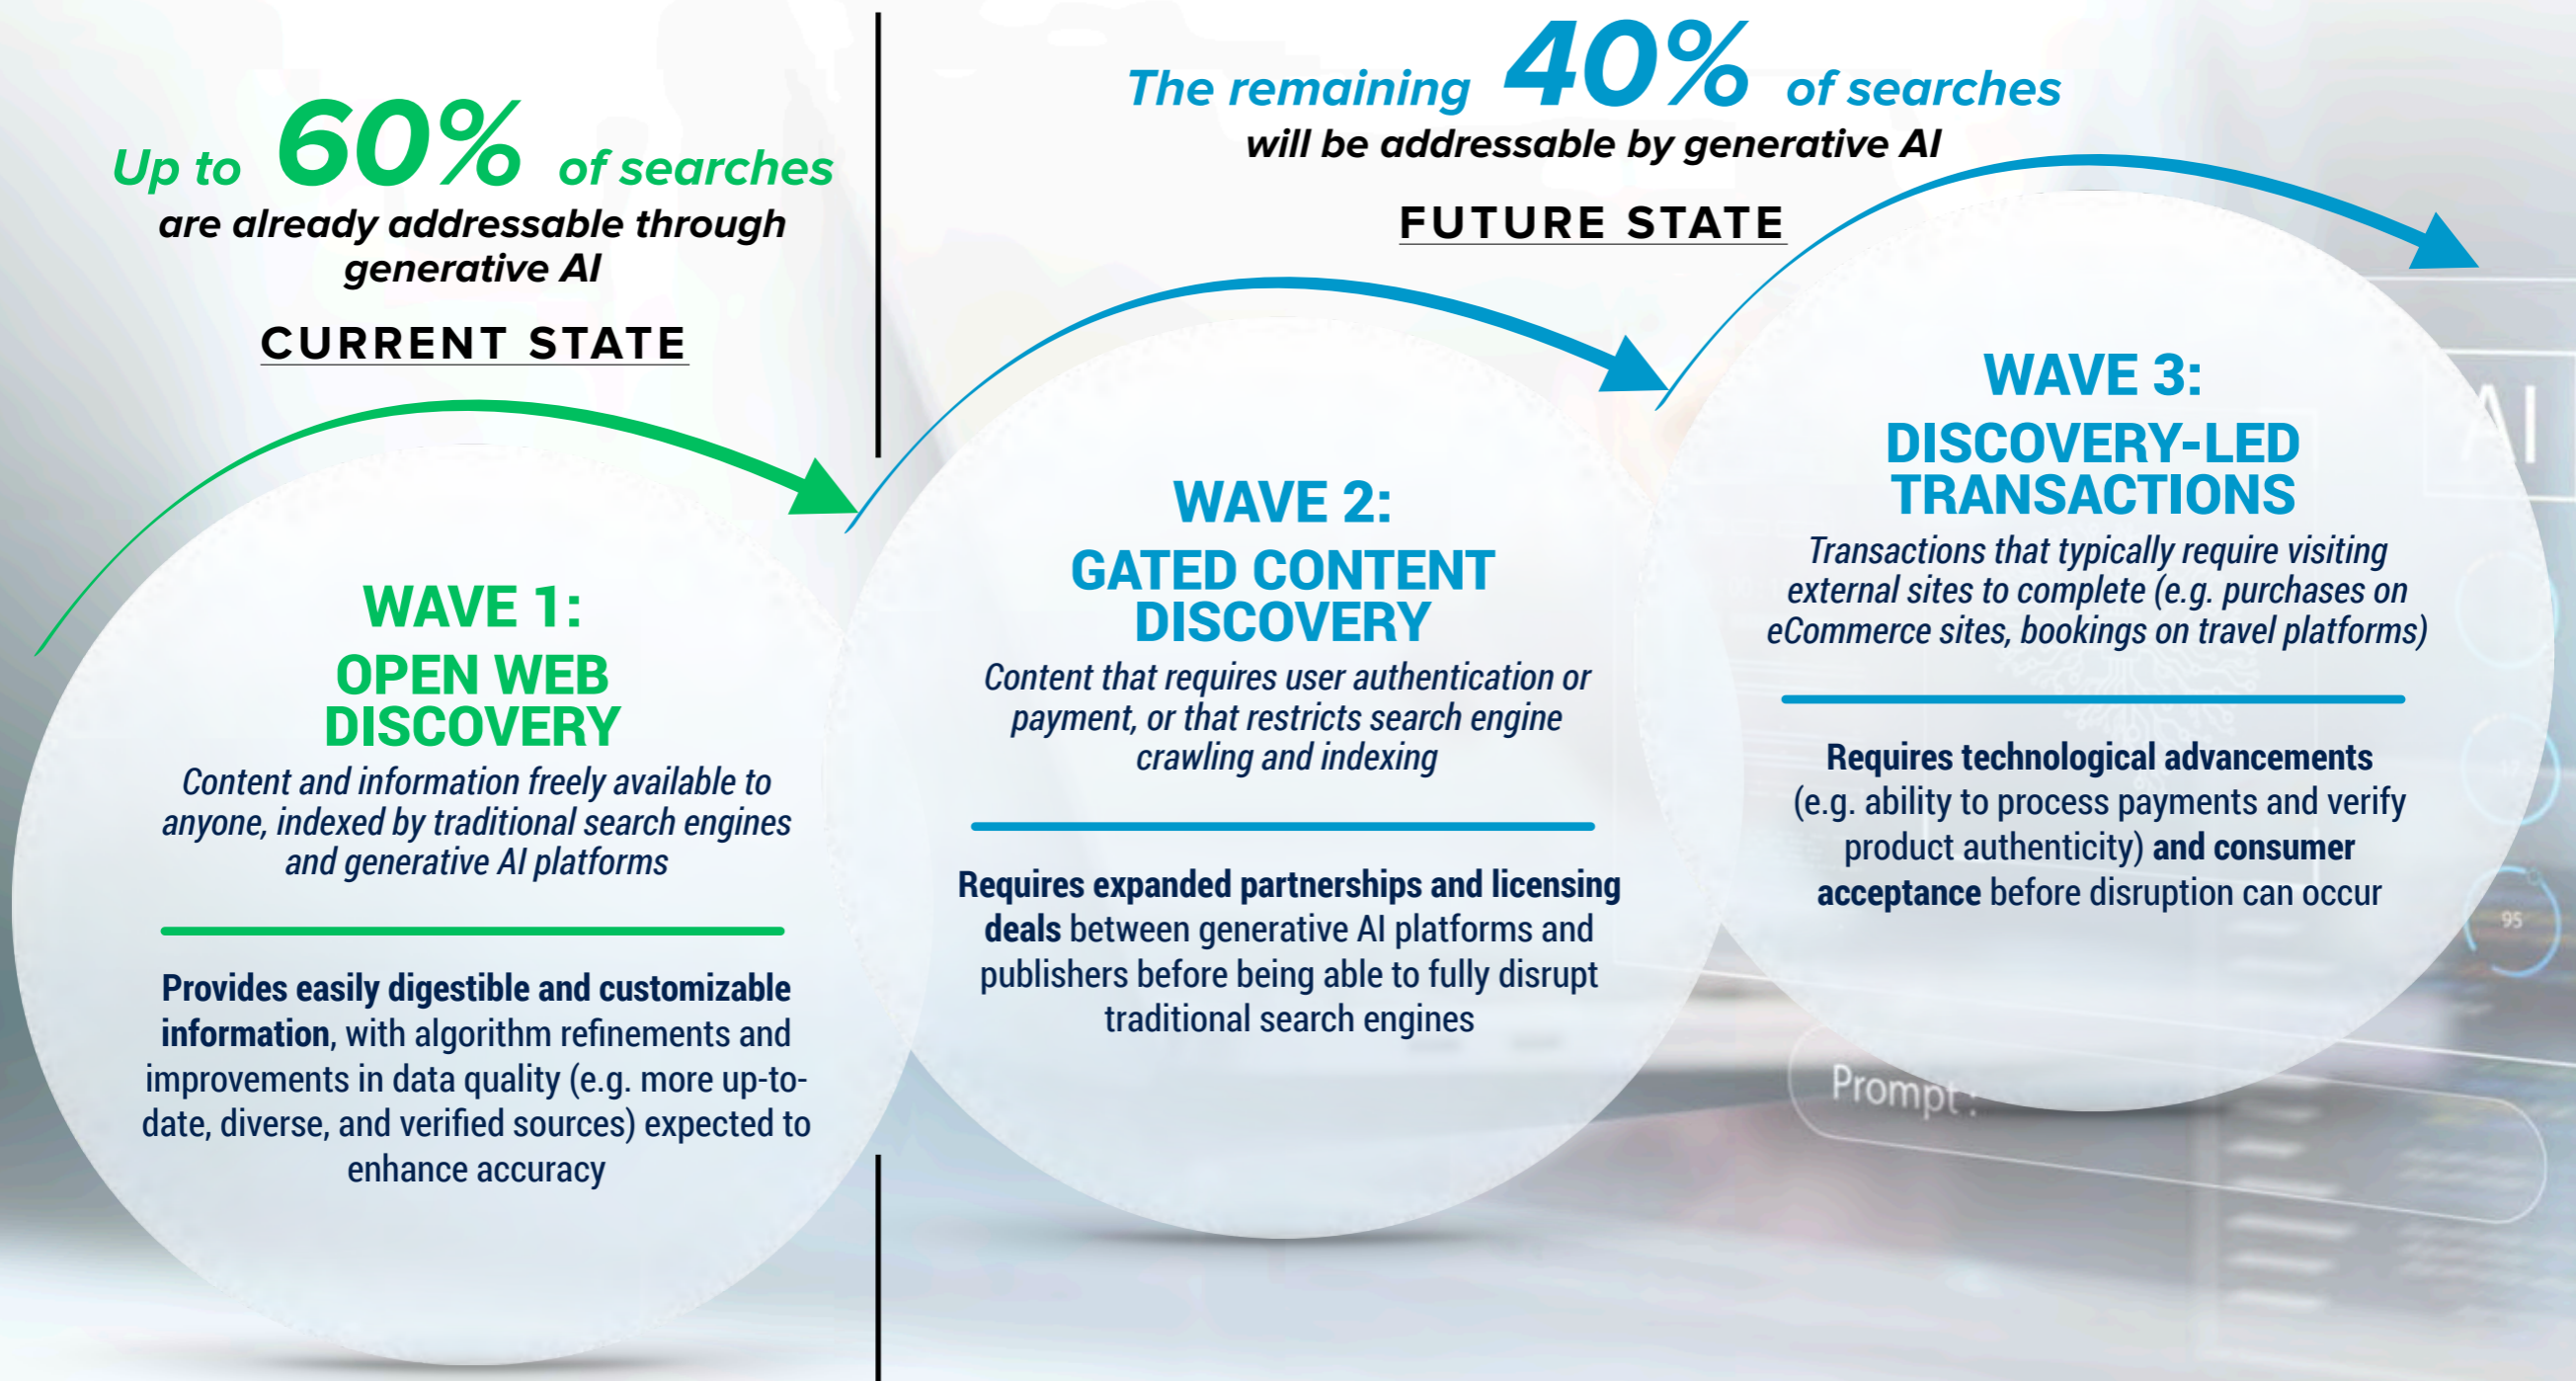 Up to 60% of searches
are already addressable through
generative AI
CURRENT STATE
The remaining 40% of searches
will be addressable by generative AI
FUTURE STATE
WAVE 1:
OPEN WEB
DISCOVERY
Content and information freely available to
anyone, indexed by traditional search engines
and generative AI platforms
Provides easily digestible and customizable
information, with algorithm refinements and
improvements in data quality (e.g. more up-to-
date, diverse, and verified sources) expected to
enhance accuracy
WAVE 2:
GATED CONTENT
DISCOVERY
Content that requires user authentication or
payment, or that restricts search engine
crawling and indexing
Requires expanded partnerships and licensing
deals between generative AI platforms and
publishers before being able to fully disrupt
traditional search engines
WAVE 3:
DISCOVERY-LED
TRANSACTIONS
Transactions that typically require visiting
external sites to complete (e.g. purchases on
eCommerce sites, bookings on travel platforms)
Requires technological advancements
(e.g. ability to process payments and verify
product authenticity) and consumer
acceptance before disruption can occur
AI
95
Prompt :